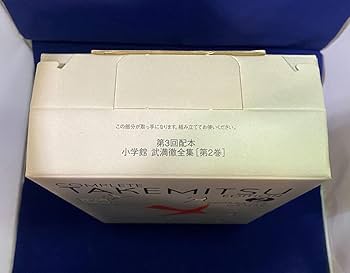 この部分が取っ手になります。組み立ててお使いください。
第3回配本
小学館 武満徹全集[第2巻]
COMPLETE
TAKEMITSU
2